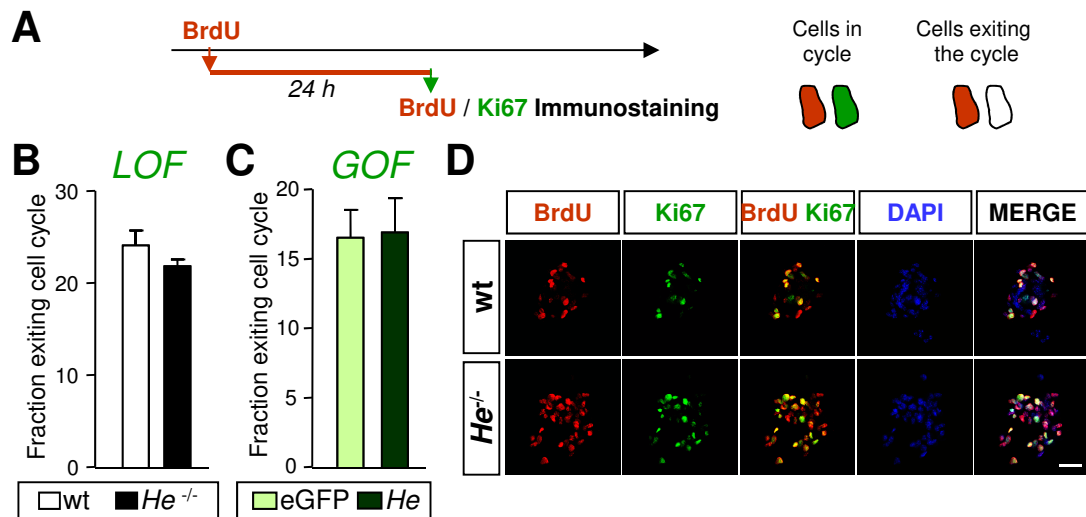 A
BrdU
24 h
BrdU / Ki67 Immunostaining
Cells in
cycle
Cells exiting
the cycle
B
LOF
Fraction exiting cell cycle
30
20
10
0
wt
He -/-
C
GOF
Fraction exiting cell cycle
20
15
10
5
0
eGFP
He
D
BrdU
Ki67
BrdU Ki67
DAPI
MERGE
wt
He-/-